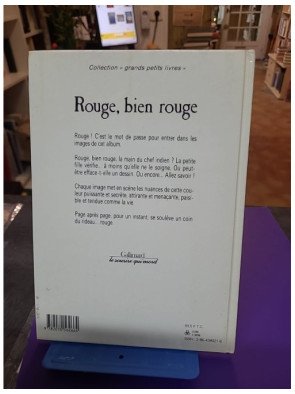 Collection « grands petits livres »
Rouge, bien rouge
Rouge ! C'est le mot de passe pour entrer dans les
images de cet album.
Rouge, bien rouge, la main du chef indien ? La petite
fille vérifie... à moins qu'elle ne le soigne. Ou peut-
être efface-t-elle un dessin. Ou encore... Allez savoir !
Chaque image met en scène les nuances de cette cou-
leur puissante et secrète, attirante et menaçante, paisi-
ble et tendue comme la vie.
Page après page, pour un instant, se soulève un coin
du rideau... rouge.
Gallimard
le sourire qui mord